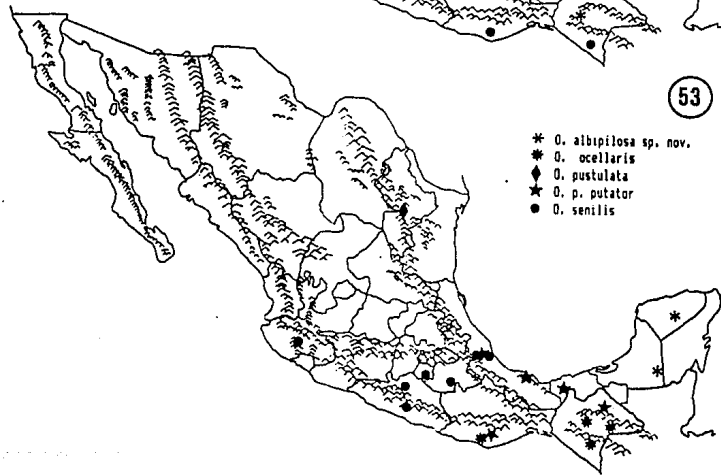 53
O. albipilosa sp. nov.
O. ocellaris
O. pustulata
O. p. putator
O. senilis